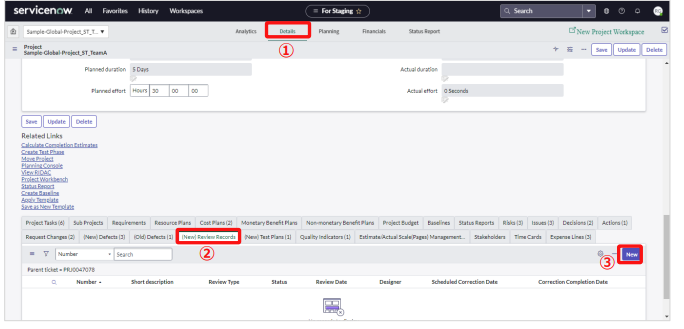 servicenow All Favorites History Workspaces For Staging ☆ Search
Sample-Global-Project_ST_T... ▼ Analytics Details Planning Financials Status Report New Project Workspace
①
Project
Sample-Global-Project_ST_TeamA Save Update Delete
Planned duration 5 Days Actual duration
Planned effort Hours 30 00 00 Actual effort 0 Seconds
Save Update Delete
Related Links
Calculate Completion Estimates
Create Test Phase
Move Project
Planning Console
View RIDAC
Project Workbench
Status Report
Create Baseline
Apply Template
Save as New Template
Project Tasks (6) Sub Projects Requirements Resource Plans Cost Plans (2) Monetary Benefit Plans Non-monetary Benefit Plans Project Budget Baselines Status Reports Risks (3) Issues (3) Decisions (2) Actions (1)
Request Changes (2) (New) Defects (3) (Old) Defects (1) (New) Review Records (New) Test Plans (1) Quality Indicators (1) Estimate/Actual Scale(Pages) Management... Stakeholders Time Cards Expense Lines (3)
② ③
Number Search New
Parent ticket = PRJ0047078
Number Short description Review Type Status Review Date Designer Scheduled Correction Date Correction Completion Date